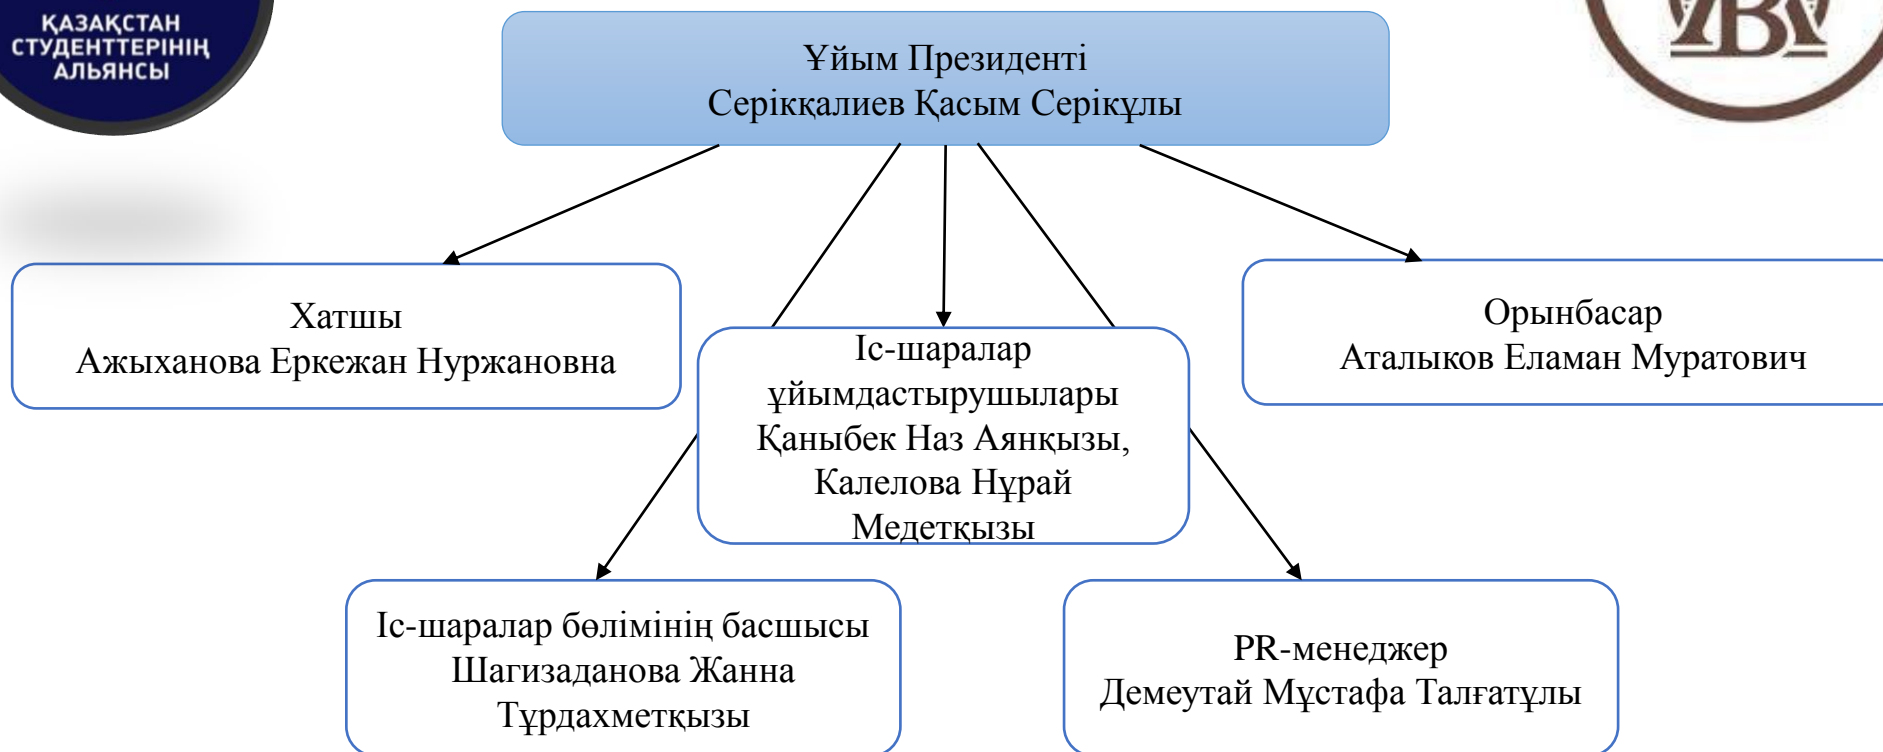 ҚАЗАҚСТАН
СТУДЕНТТЕРІНІҢ
АЛЬЯНСЫ
Ұйым Президенті
Серікқалиев Қасым Серікұлы
Хатшы
Ажыханова Еркежан Нуржановна
Іс-шаралар
ұйымдастырушылары
Қаныбек Наз Аянқызы,
Калелова Нұрай
Медетқызы
Орынбасар
Аталыков Еламан Муратович
Іс-шаралар бөлімінің басшысы
Шагизаданова Жанна
Тұрдахметқызы
PR-менеджер
Демеутай Мұстафа Талғатұлы